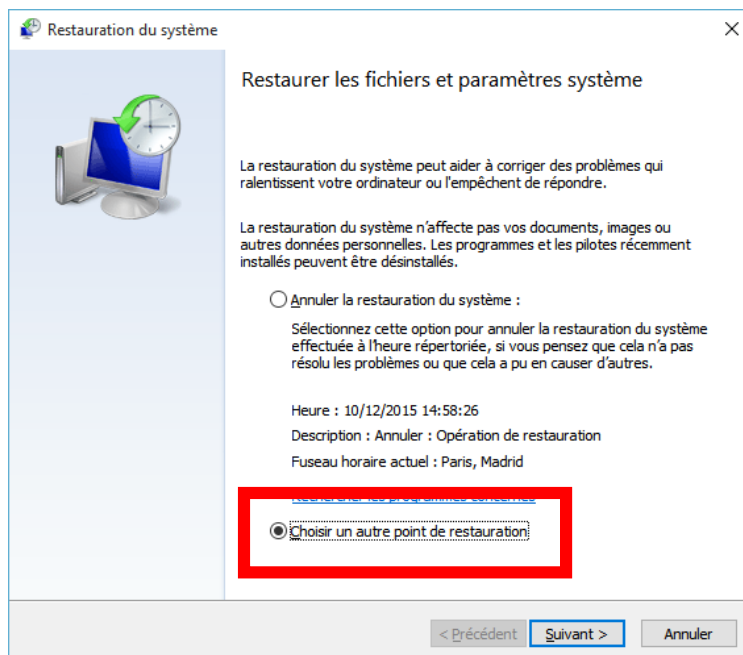 Restauration du système
Restaurer les fichiers et paramètres système
La restauration du système peut aider à corriger des problèmes qui
ralentissent votre ordinateur ou l'empêchent de répondre.
La restauration du système n’affecte pas vos documents, images ou
autres données personnelles. Les programmes et les pilotes récemment
installés peuvent être désinstallés.
Annuler la restauration du système :
Sélectionnez cette option pour annuler la restauration du système
effectuée à l’heure répertoriée, si vous pensez que cela n’a pas
résolu les problèmes ou que cela a pu en causer d’autres.
Heure : 10/12/2015 14:58:26
Description : Annuler : Opération de restauration
Fuseau horaire actuel : Paris, Madrid
Rechercher les programmes concernés
Choisir un autre point de restauration
< Précédent Suivant > Annuler